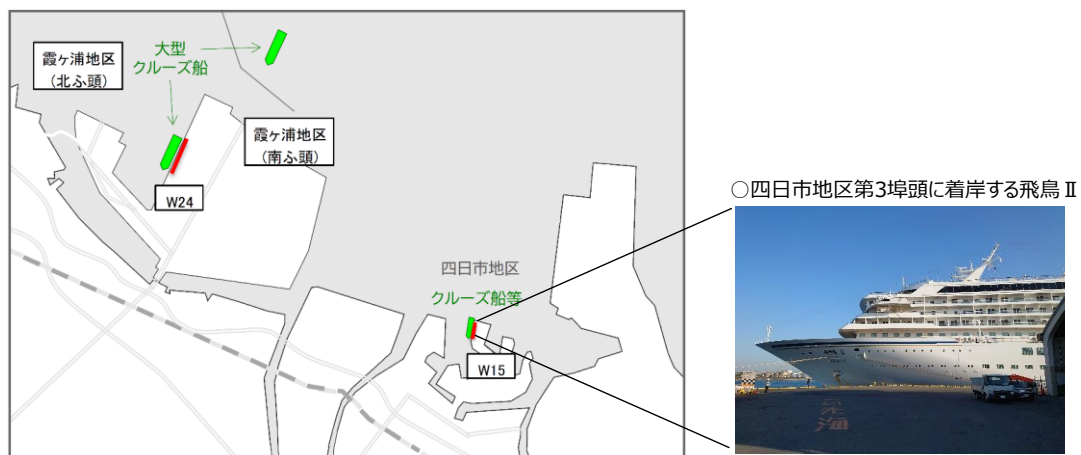 霞ヶ浦地区
(北ふ頭)
大型
クルーズ船
霞ヶ浦地区
(南ふ頭)
W24
四日市地区
クルーズ船等
W15
○四日市地区第3埠頭に着岸する飛鳥Ⅱ